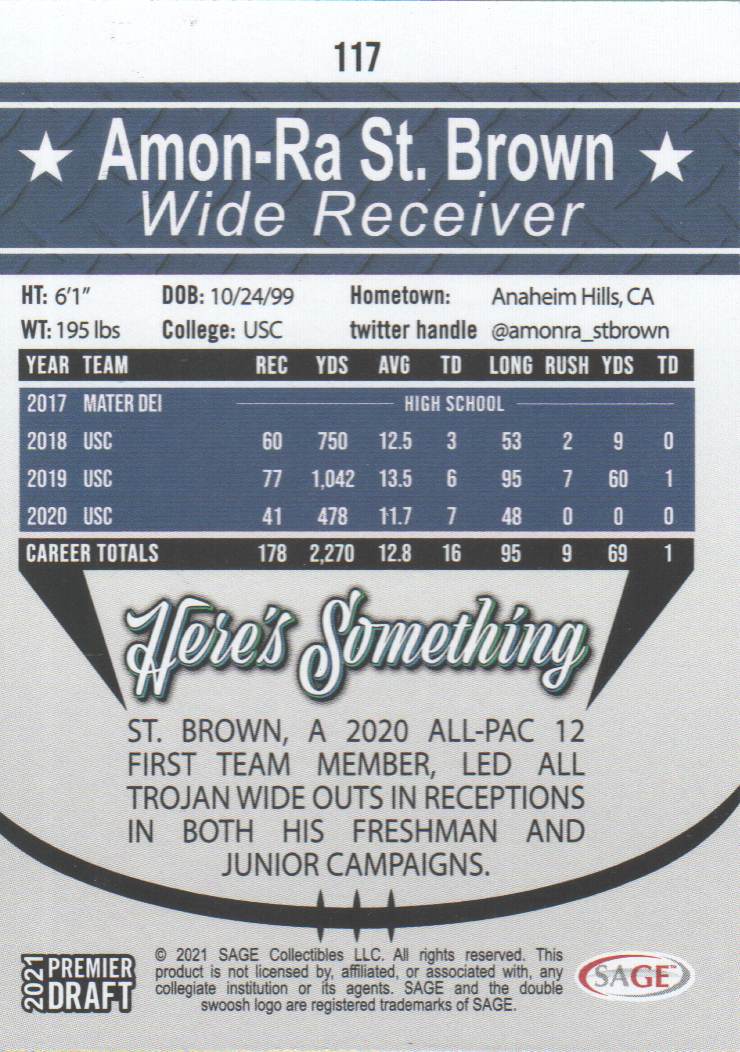 117
Amon-Ra St. Brown
Wide Receiver
HT: 6'1" DOB: 10/24/99 Hometown: Anaheim Hills, CA
WT: 195 lbs College: USC twitter handle @amonra_stbrown
YEAR TEAM REC YDS AVG TD LONG RUSH YDS TD
2017 MATER DEI HIGH SCHOOL
2018 USC 60 750 12.5 3 53 2 9 0
2019 USC 77 1,042 13.5 6 95 7 60 1
2020 USC 41 478 11.7 7 48 0 0 0
CAREER TOTALS 178 2,270 12.8 16 95 9 69 1
Here's Something
ST. BROWN, A 2020 ALL-PAC 12
FIRST TEAM MEMBER, LED ALL
TROJAN WIDE OUTS IN RECEPTIONS
IN BOTH HIS FRESHMAN AND
JUNIOR CAMPAIGNS.
2021 PREMIER
DRAFT
© 2021 SAGE Collectibles LLC. All rights reserved. This
product is not licensed by, affiliated, or associated with, any
collegiate institution or its agents. SAGE and the double
swoosh logo are registered trademarks of SAGE.
SAGE™